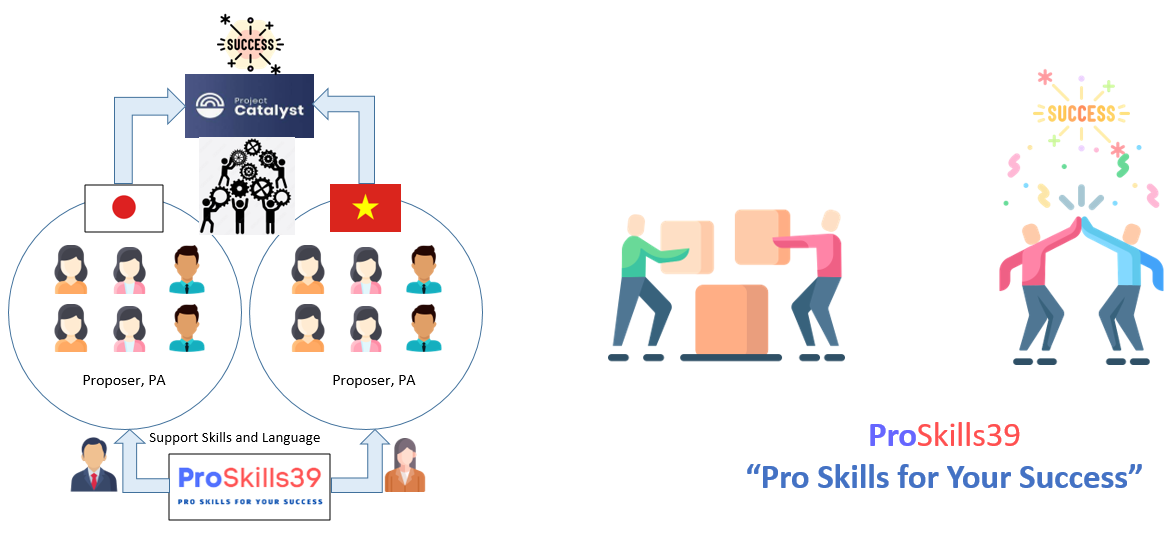 SUCCESS
Project
Catalyst
Proposer, PA
Proposer, PA
Support Skills and Language
ProSkills39
PRO SKILLS FOR YOUR SUCCESS
SUCCESS
ProSkills39
“Pro Skills for Your Success”